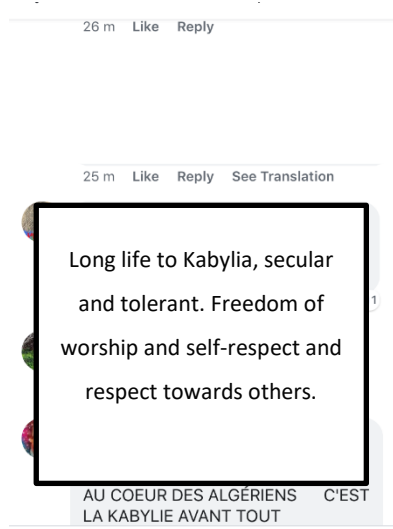 26 m Like Reply
25 m Like Reply See Translation
Long life to Kabylia, secular
and tolerant. Freedom of
worship and self-respect and
respect towards others.
1
AU COEUR DES ALGÉRIENS C'EST
LA KABYLIE AVANT TOUT